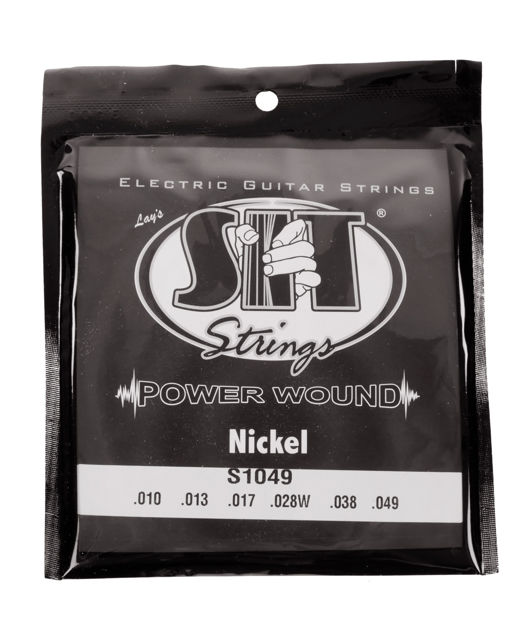 ELECTRIC GUITAR STRINGS
Lay's
SIT®
Strings
POWER WOUND
Nickel
S1049
.010 .013 .017 .028W .038 .049